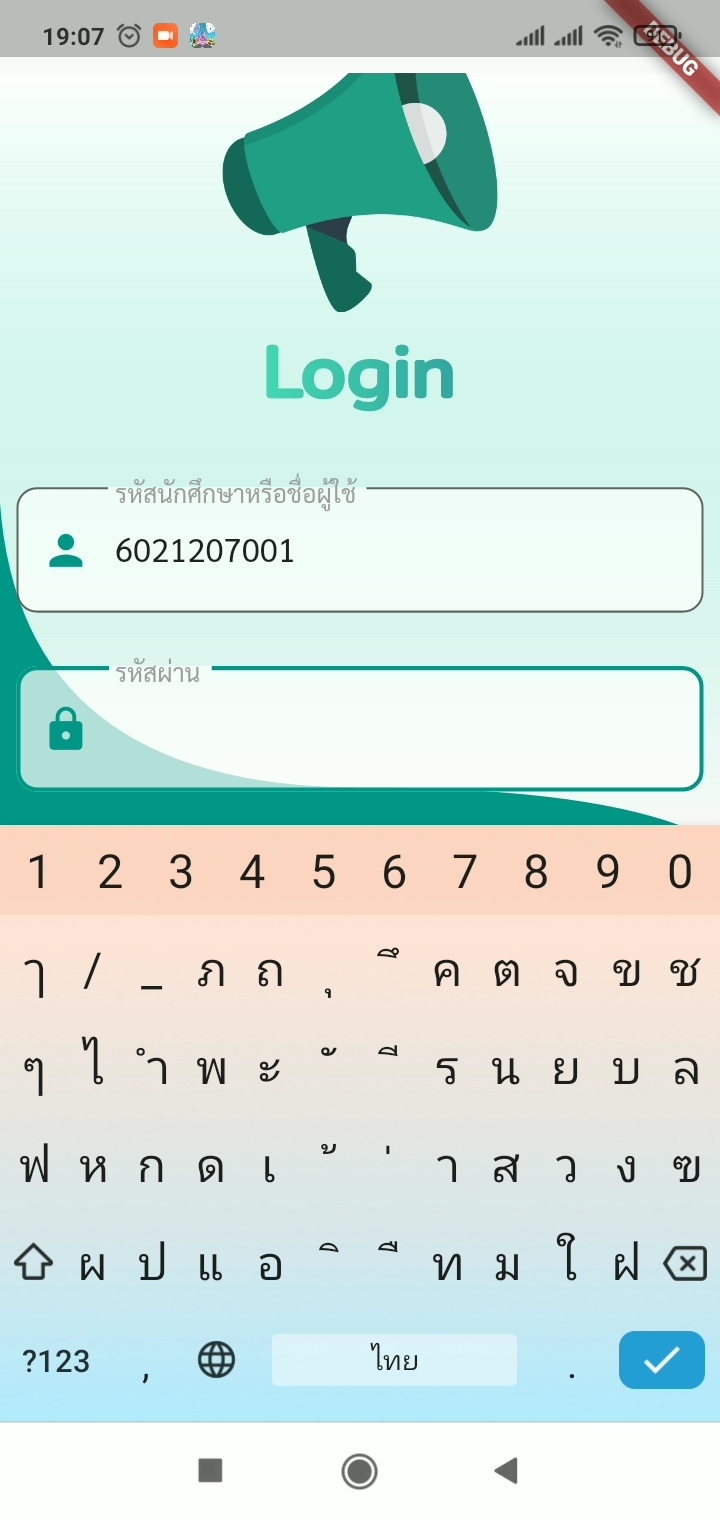 19:07
DEBUG
Login
รหัสนักศึกษาหรือชื่อผู้ใช้
6021207001
รหัสผ่าน
1 2 3 4 5 6 7 8 9 0
ๅ / _ ภ ถ ุ ึ ค ต จ ข ช
ๆ ไ ำ พ ะ ั ี ร น ย บ ล
ฟ ห ก ด เ ้ ่ า ส ว ง ฃ
ผ ป แ อ ิ ื ท ม ใ ฝ
?123 , ไทย .